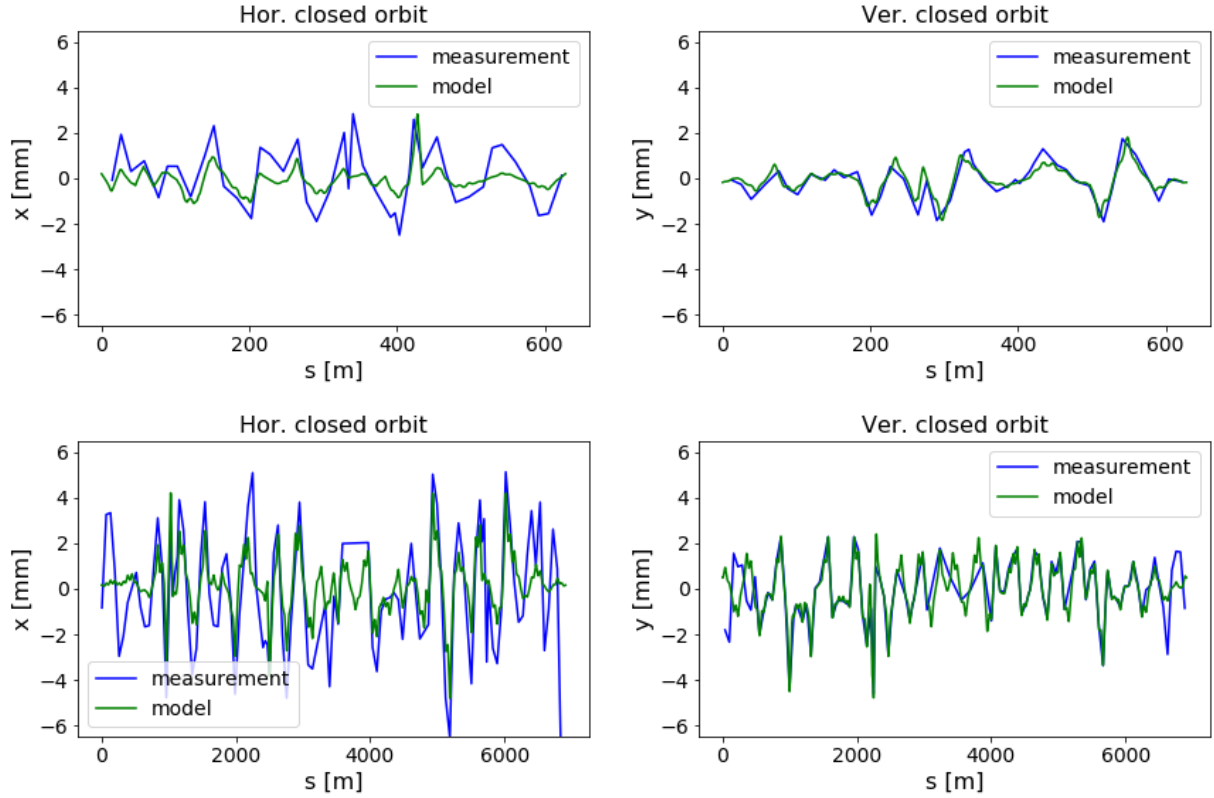 Hor. closed orbit
6
4
2
0
−2
−4
−6
x [mm]
measurement
model
0
200
400
600
s [m]
Ver. closed orbit
6
4
2
0
−2
−4
−6
y [mm]
measurement
model
0
200
400
600
s [m]
Hor. closed orbit
6
4
2
0
−2
−4
−6
x [mm]
measurement
model
0
2000
4000
6000
s [m]
Ver. closed orbit
6
4
2
0
−2
−4
−6
y [mm]
measurement
model
0
2000
4000
6000
s [m]